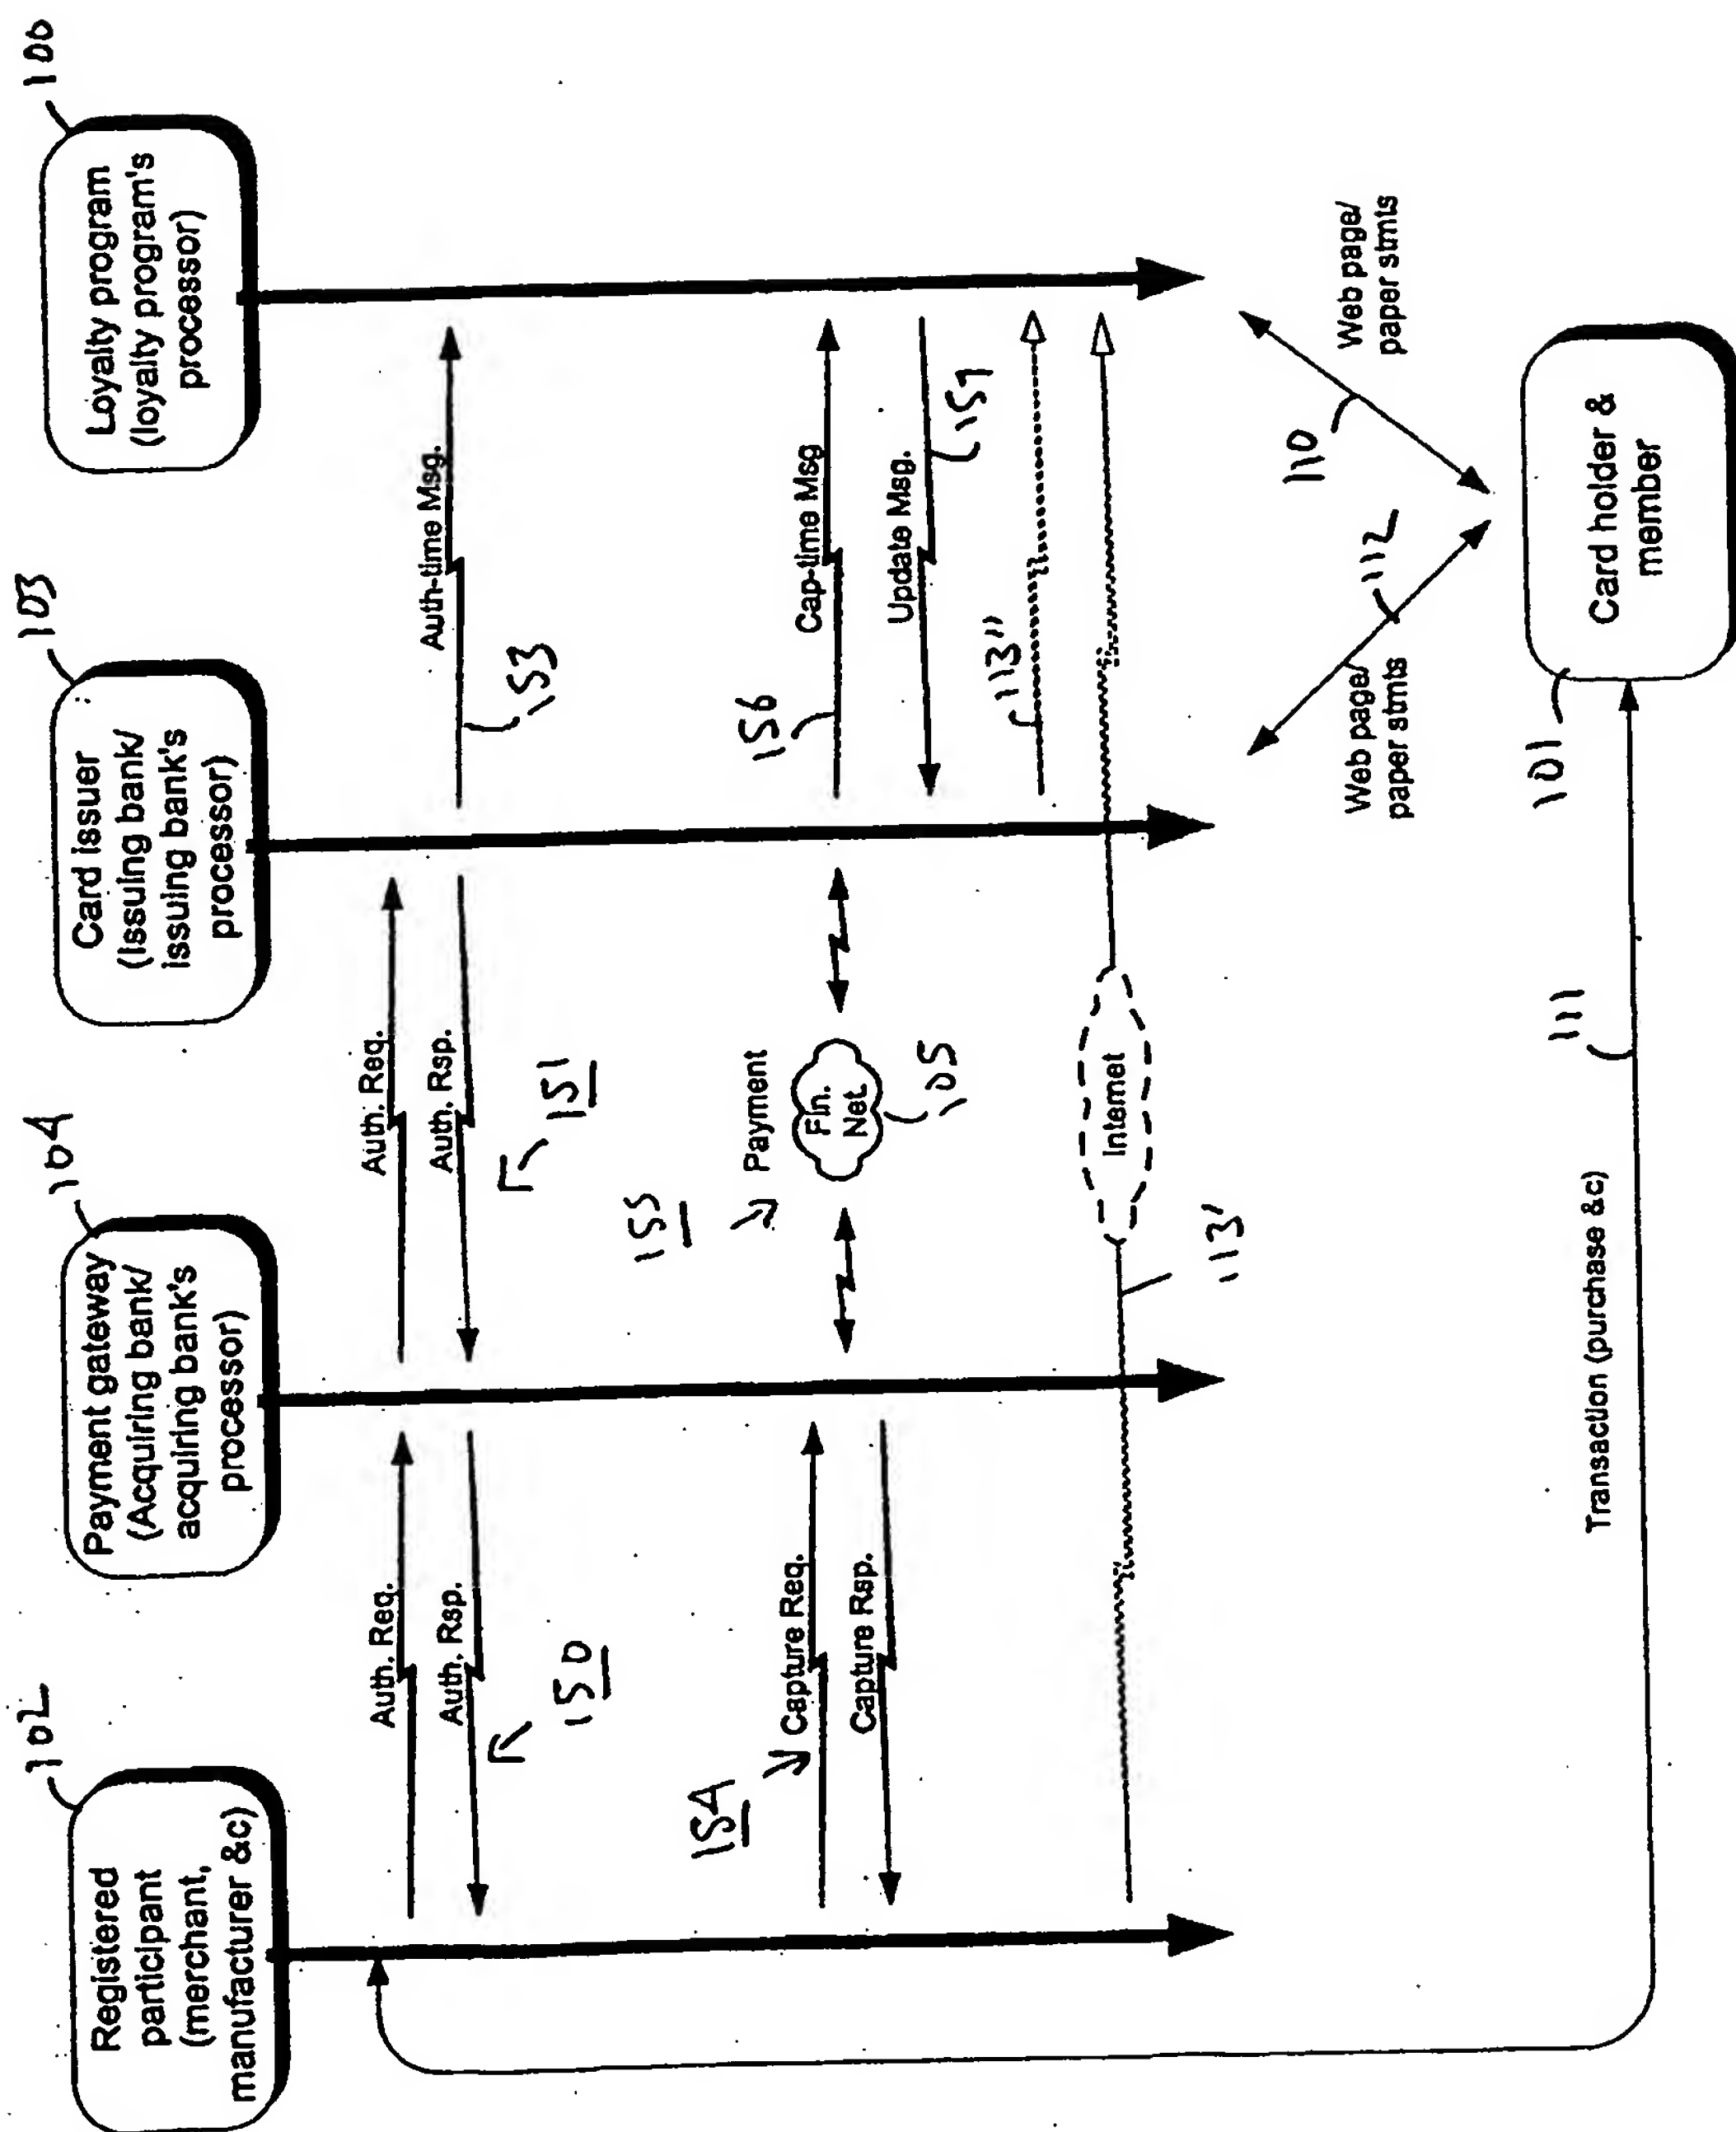 102
Registered
participant
(merchant,
manufacturer &c)
104
Payment gateway
(Acquiring bank/
acquiring bank's
processor)
103
Card issuer
(Issuing bank/
issuing bank's
processor)
100
Loyalty program
(loyalty program's
processor)
Auth. Req.
Auth. Rsp.
150
Auth. Req.
Auth. Rsp.
151
Auth-time Msg.
153
154
Capture Req.
Capture Rsp.
155
Payment
Fin.
Net.
105
156
Cap-time Msg
Update Msg.
157
113"
Internet
113'
Web page/
paper stmts
112
Web page/
paper stmts
110
101
Card holder &
member
Transaction (purchase &c)
111